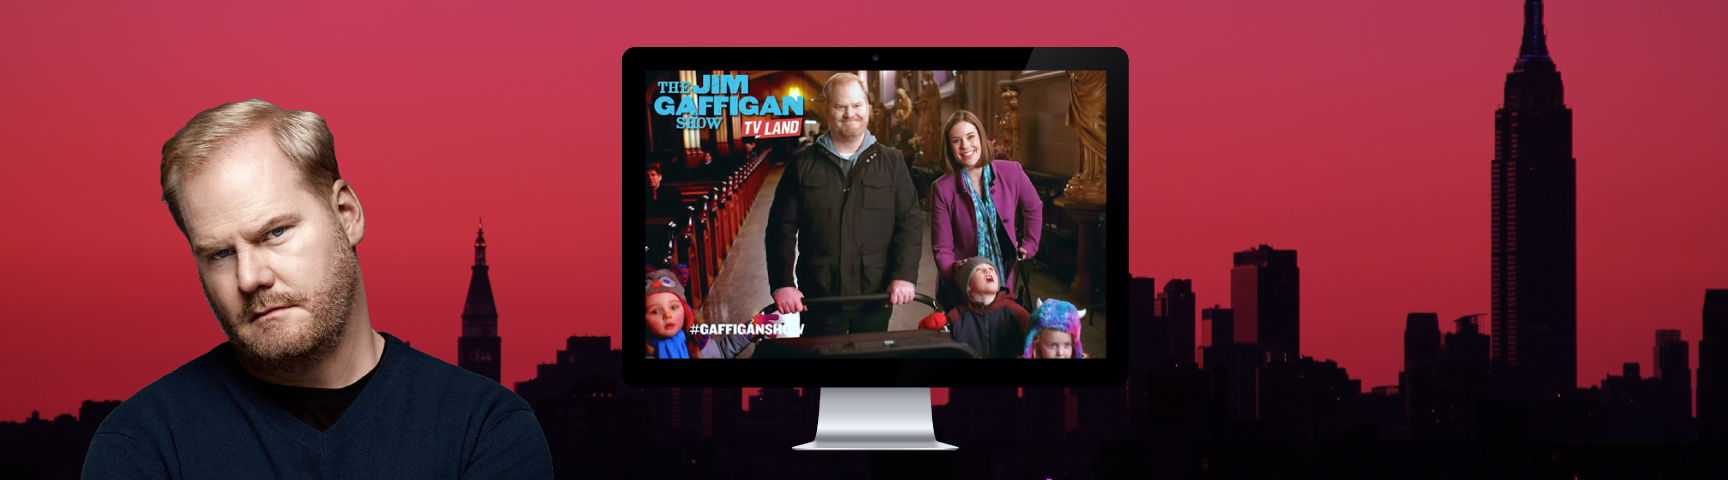 THE JIM
GAFFIGAN
SHOW TV LAND
#GAFFIGANSHOW